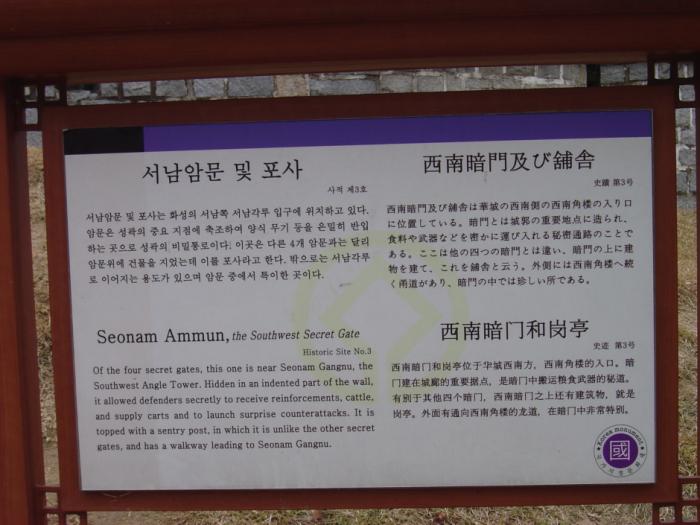 서남암문 및 포사
사적 제3호
서남암문 및 포사는 화성의 서남쪽 서남각루 입구에 위치하고 있다.
암문은 성곽의 중요 지점에 축조하여 양식 무기 등을 은밀히 반입
하는 곳으로 성곽의 비밀통로이다; 이곳은 다른 4개 암문과는 달리
암문위에 건물을 지었는데 이를 포사라고 한다. 밖으로는 서남각루
로 이어지는 용도가 있으며 암문 중에서 특이한 곳이다.
西南暗門及び舖舎
史蹟 第3号
西南暗門及び舖舎は華城の西南側の西南角楼の入り口
に位置している。暗門とは城郭の重要地点に造られ、
食料や武器などを密かに運び入れる秘密通路のことで
ある。ここは他の四つの暗門とは違い、暗門の上に建
物を建て、これを舖舎と云う。外側には西南角楼へ続
く甬道があり、暗門の中では珍しい所である。
Seonam Ammun, the Southwest Secret Gate
Historic Site No.3
Of the four secret gates, this one is near Seonam Gangnu, the
Southwest Angle Tower. Hidden in an indented part of the wall,
it allowed defenders secretly to receive reinforcements, cattle,
and supply carts and to launch surprise counterattacks. It is
topped with a sentry post, in which it is unlike the other secret
gates, and has a walkway leading to Seonam Gangnu.
西南暗门和岗亭
史迹 第3号
西南暗门和岗亭位于华城西南方，西南角楼的入口。暗
门建在城廊的重要据点，是暗门中搬运粮食武器的秘道。
有别于其他四个暗门，西南暗门之上还有建筑物，就是
岗亭。外面有通向西南角楼的龙道，在暗门中非常特别。
Korea monument
國